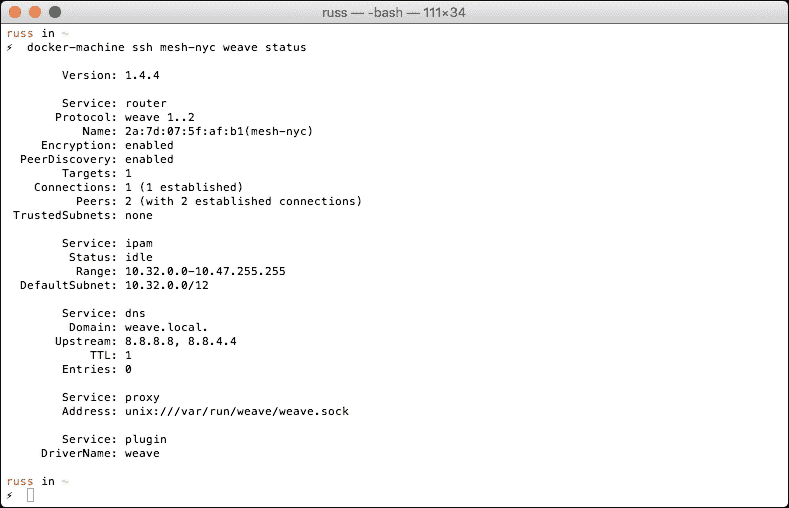 russ — -bash — 111×34
russ in ~
⚡ docker-machine ssh mesh-nyc weave status
Version: 1.4.4
Service: router
Protocol: weave 1..2
Name: 2a:7d:07:5f:af:b1(mesh-nyc)
Encryption: enabled
PeerDiscovery: enabled
Targets: 1
Connections: 1 (1 established)
Peers: 2 (with 2 established connections)
TrustedSubnets: none
Service: ipam
Status: idle
Range: 10.32.0.0-10.47.255.255
DefaultSubnet: 10.32.0.0/12
Service: dns
Domain: weave.local.
Upstream: 8.8.8.8, 8.8.4.4
TTL: 1
Entries: 0
Service: proxy
Address: unix:///var/run/weave/weave.sock
Service: plugin
DriverName: weave
russ in ~
⚡